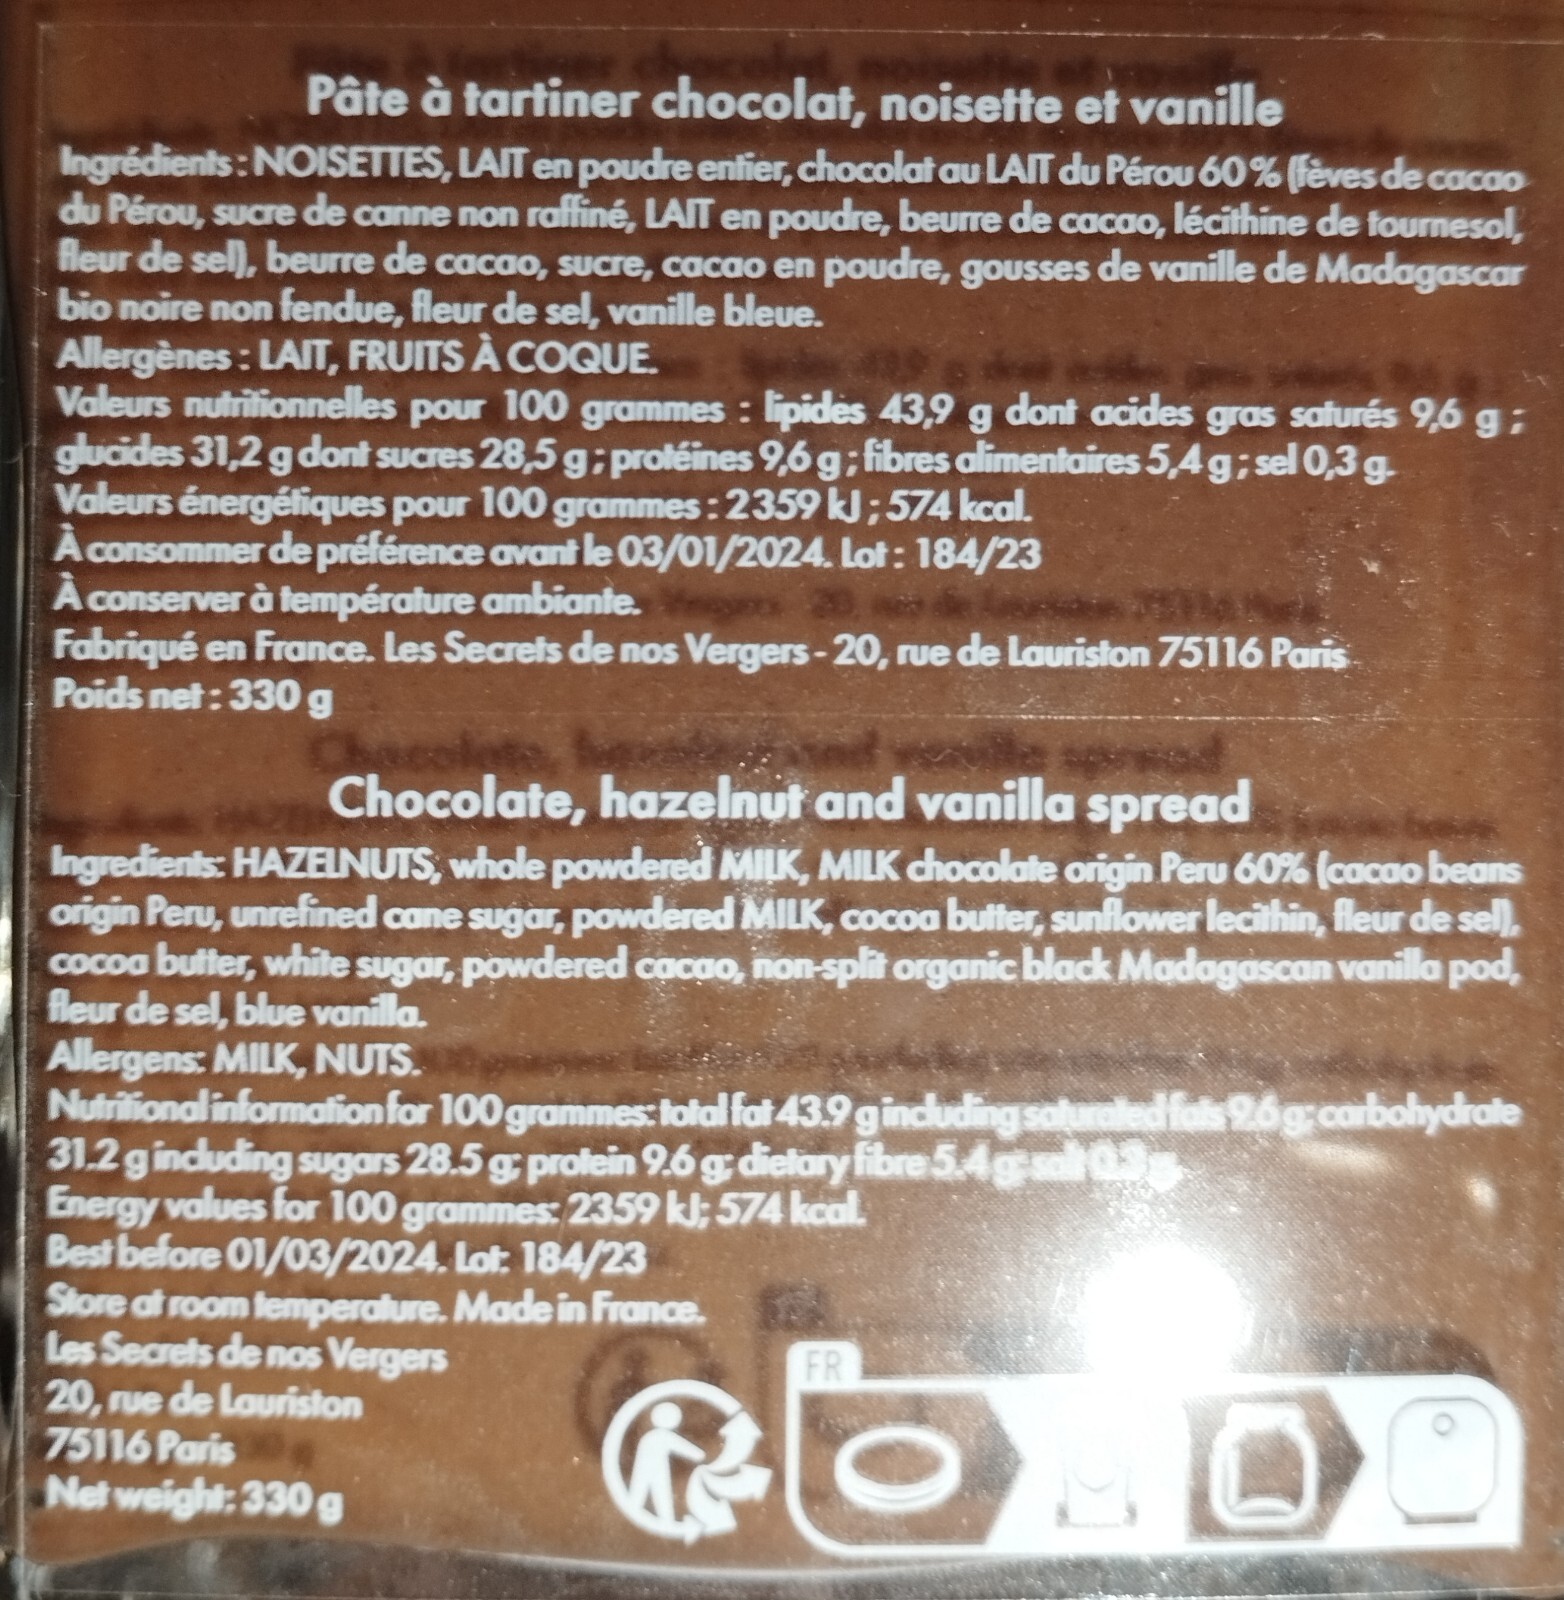 Pâte à tartiner chocolat, noisette et vanille
Ingrédients : NOISETTES, LAIT en poudre entier, chocolat au LAIT du Pérou 60 % (fèves de cacao
du Pérou, sucre de canne non raffiné, LAIT en poudre, beurre de cacao, lécithine de tournesol,
fleur de sel), beurre de cacao, sucre, cacao en poudre, gousses de vanille de Madagascar
bio noire non fendue, fleur de sel, vanille bleue.
Allergènes : LAIT, FRUITS À COQUE.
Valeurs nutritionnelles pour 100 grammes : lipides 43,9 g dont acides gras saturés 9,6 g ;
glucides 31,2 g dont sucres 28,5 g ; protéines 9,6 g ; fibres alimentaires 5,4 g ; sel 0,3 g.
Valeurs énergétiques pour 100 grammes : 2359 kJ ; 574 kcal.
À consommer de préférence avant le 03/01/2024. Lot : 184/23
À conserver à température ambiante.
Fabriqué en France. Les Secrets de nos Vergers - 20, rue de Lauriston 75116 Paris
Poids net : 330 g
Chocolate, hazelnut and vanilla spread
Ingredients: HAZELNUTS, whole powdered MILK, MILK chocolate origin Peru 60% (cacao beans
origin Peru, unrefined cane sugar, powdered MILK, cocoa butter, sunflower lecithin, fleur de sel),
cocoa butter, white sugar, powdered cacao, non-split organic black Madagascan vanilla pod,
fleur de sel, blue vanilla.
Allergens: MILK, NUTS.
Nutritional information for 100 grammes: total fat 43.9 g including saturated fats 9.6 g; carbohydrate
31.2 g including sugars 28.5 g; protein 9.6 g; dietary fibre 5.4 g; salt 0.3 g.
Energy values for 100 grammes: 2359 kJ; 574 kcal.
Best before 01/03/2024. Lot: 184/23
Store at room temperature. Made in France.
Les Secrets de nos Vergers
20, rue de Lauriston
75116 Paris
Net weight: 330 g
FR